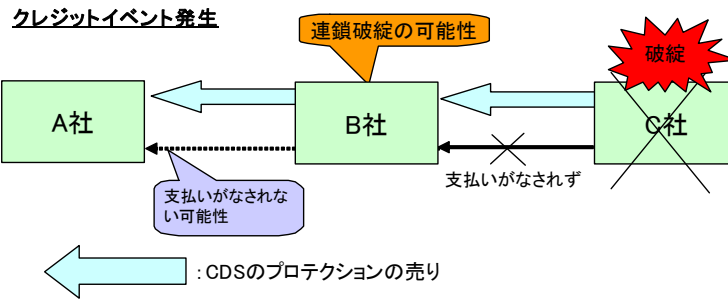 クレジットイベント発生
連鎖破綻の可能性
破綻
A社
B社
C社
支払いがなされな
い可能性
支払いがなされず
:CDSのプロテクションの売り